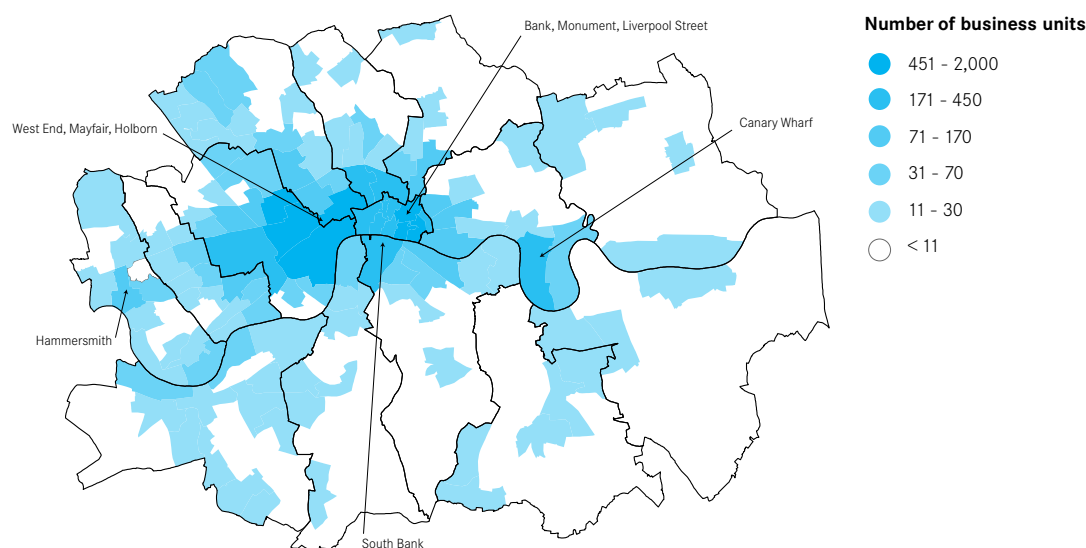 Number of business units
451 - 2,000
171 - 450
71 - 170
31 - 70
11 - 30
< 11
Bank, Monument, Liverpool Street
West End, Mayfair, Holborn
Canary Wharf
Hammersmith
South Bank